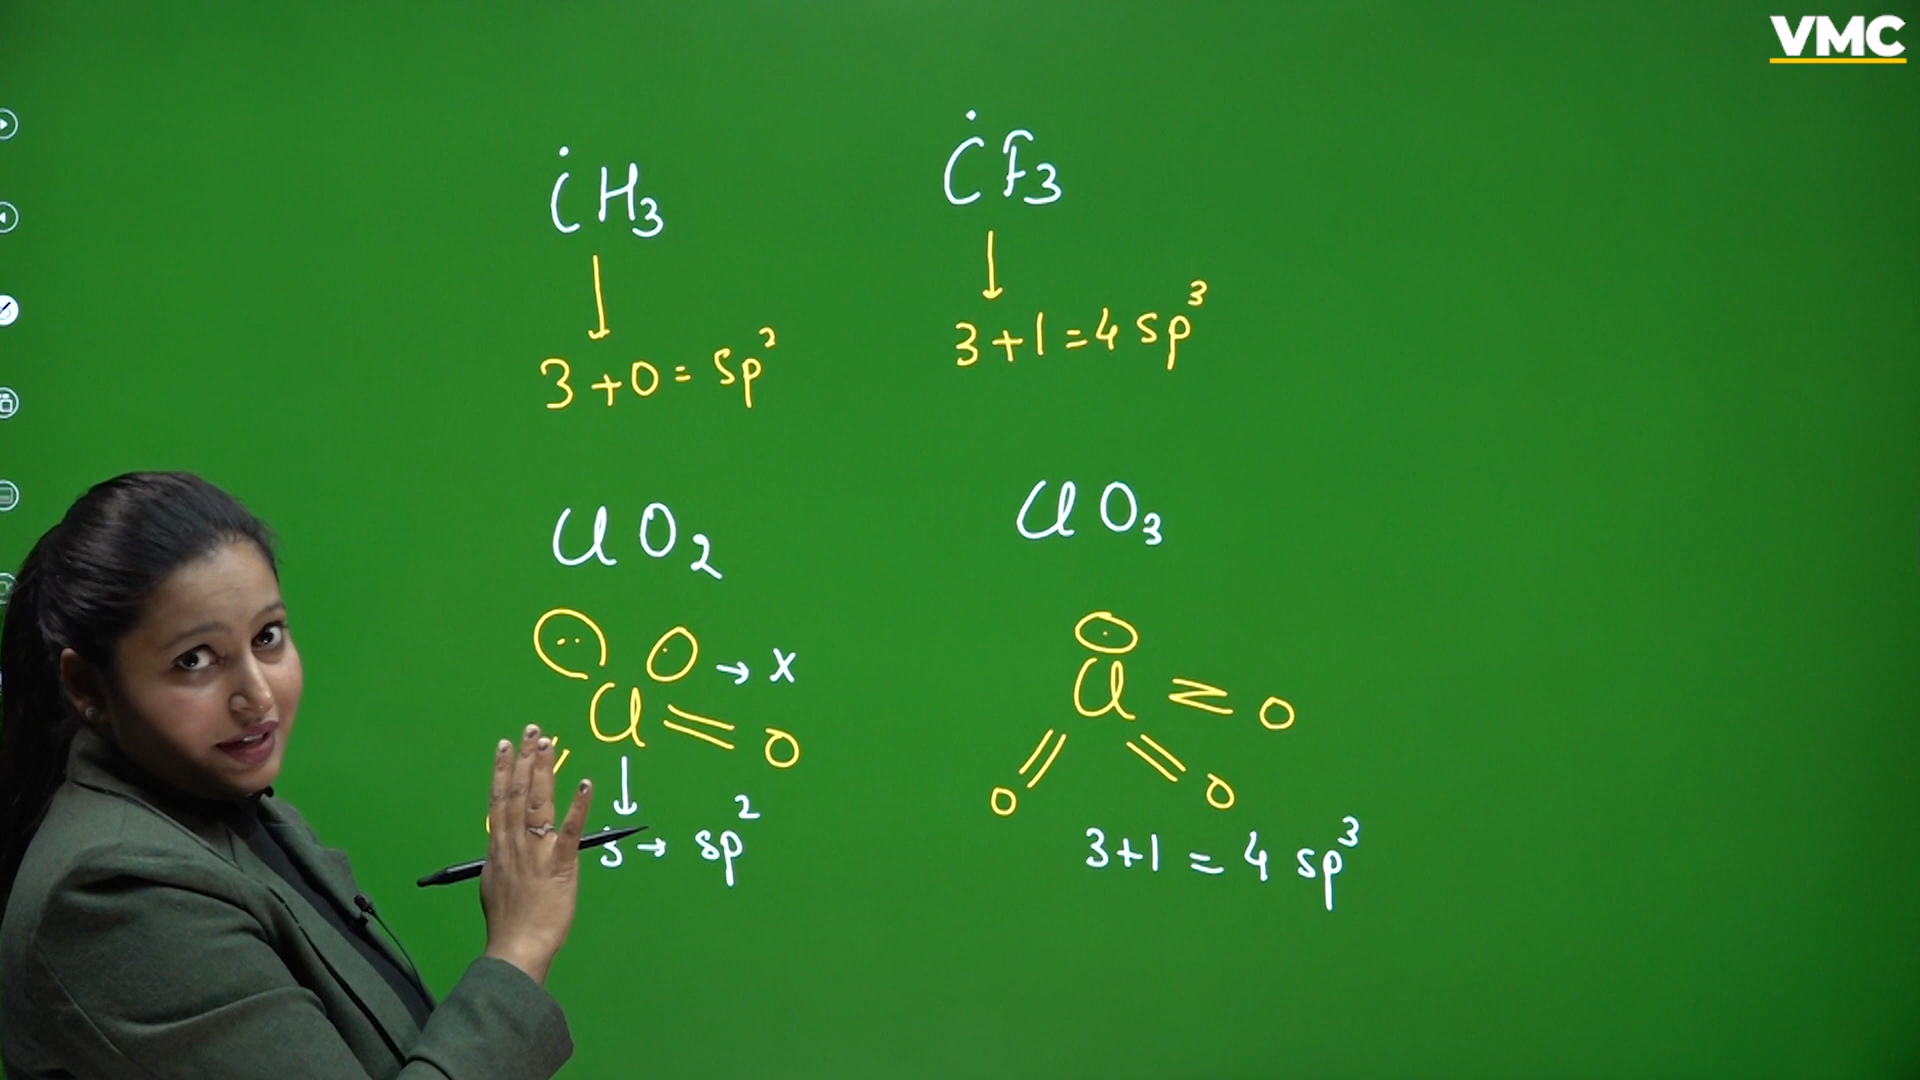 VMC
ĊH₃
ĊF₃
3+0 = sp²
3+1=4 sp³
ClO₂
ClO₃
Cl → x
O
3 → sp²
Cl
O
O
O
3+1 = 4 sp³